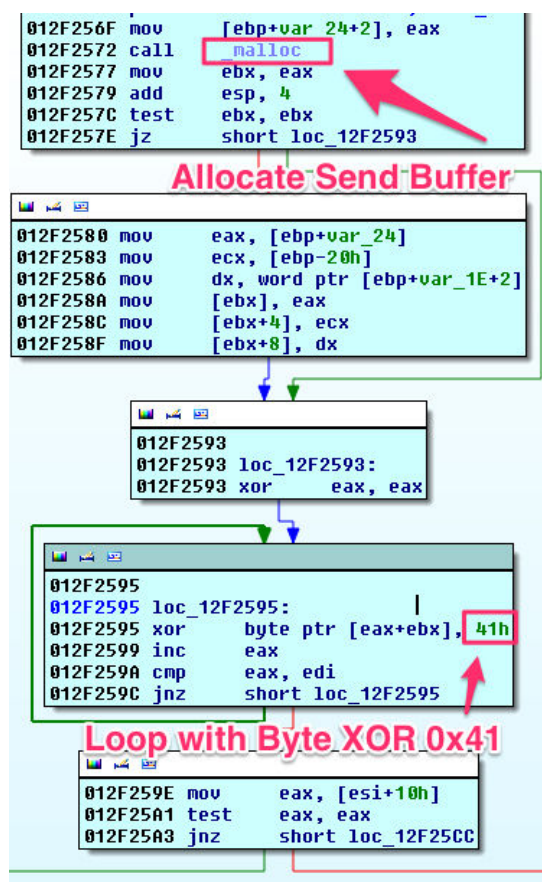 012F256F mov [ebp+var_24+2], eax
012F2572 call _malloc
012F2577 mov ebx, eax
012F2579 add esp, 4
012F257C test ebx, ebx
012F257E jz short loc_12F2593
Allocate Send Buffer
012F2580 mov eax, [ebp+var_24]
012F2583 mov ecx, [ebp-20h]
012F2586 mov dx, word ptr [ebp+var_1E+2]
012F258A mov [ebx], eax
012F258C mov [ebx+4], ecx
012F258F mov [ebx+8], dx
012F2593
012F2593 loc_12F2593:
012F2593 xor eax, eax
012F2595
012F2595 loc_12F2595:
012F2595 xor byte ptr [eax+ebx], 41h
012F2599 inc eax
012F259A cmp eax, edi
012F259C jnz short loc_12F2595
Loop with Byte XOR 0x41
012F259E mov eax, [esi+10h]
012F25A1 test eax, eax
012F25A3 jnz short loc_12F25CC